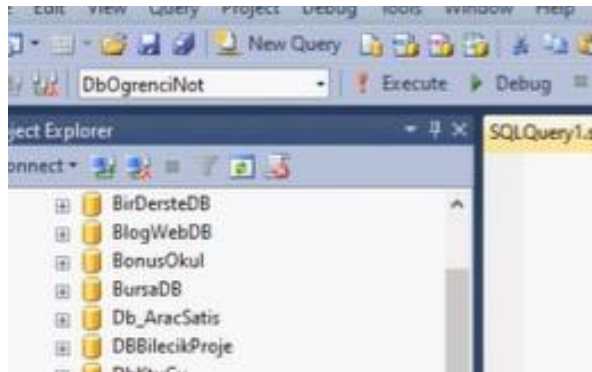 Edit View Query Project Debug Tools Window Help
New Query
DbOgrenciNot Execute Debug
ject Explorer SQLQuery1.s
onnect
BirDersteDB
BlogWebDB
BonusOkul
BursaDB
Db_AracSatis
DBBilecikProje